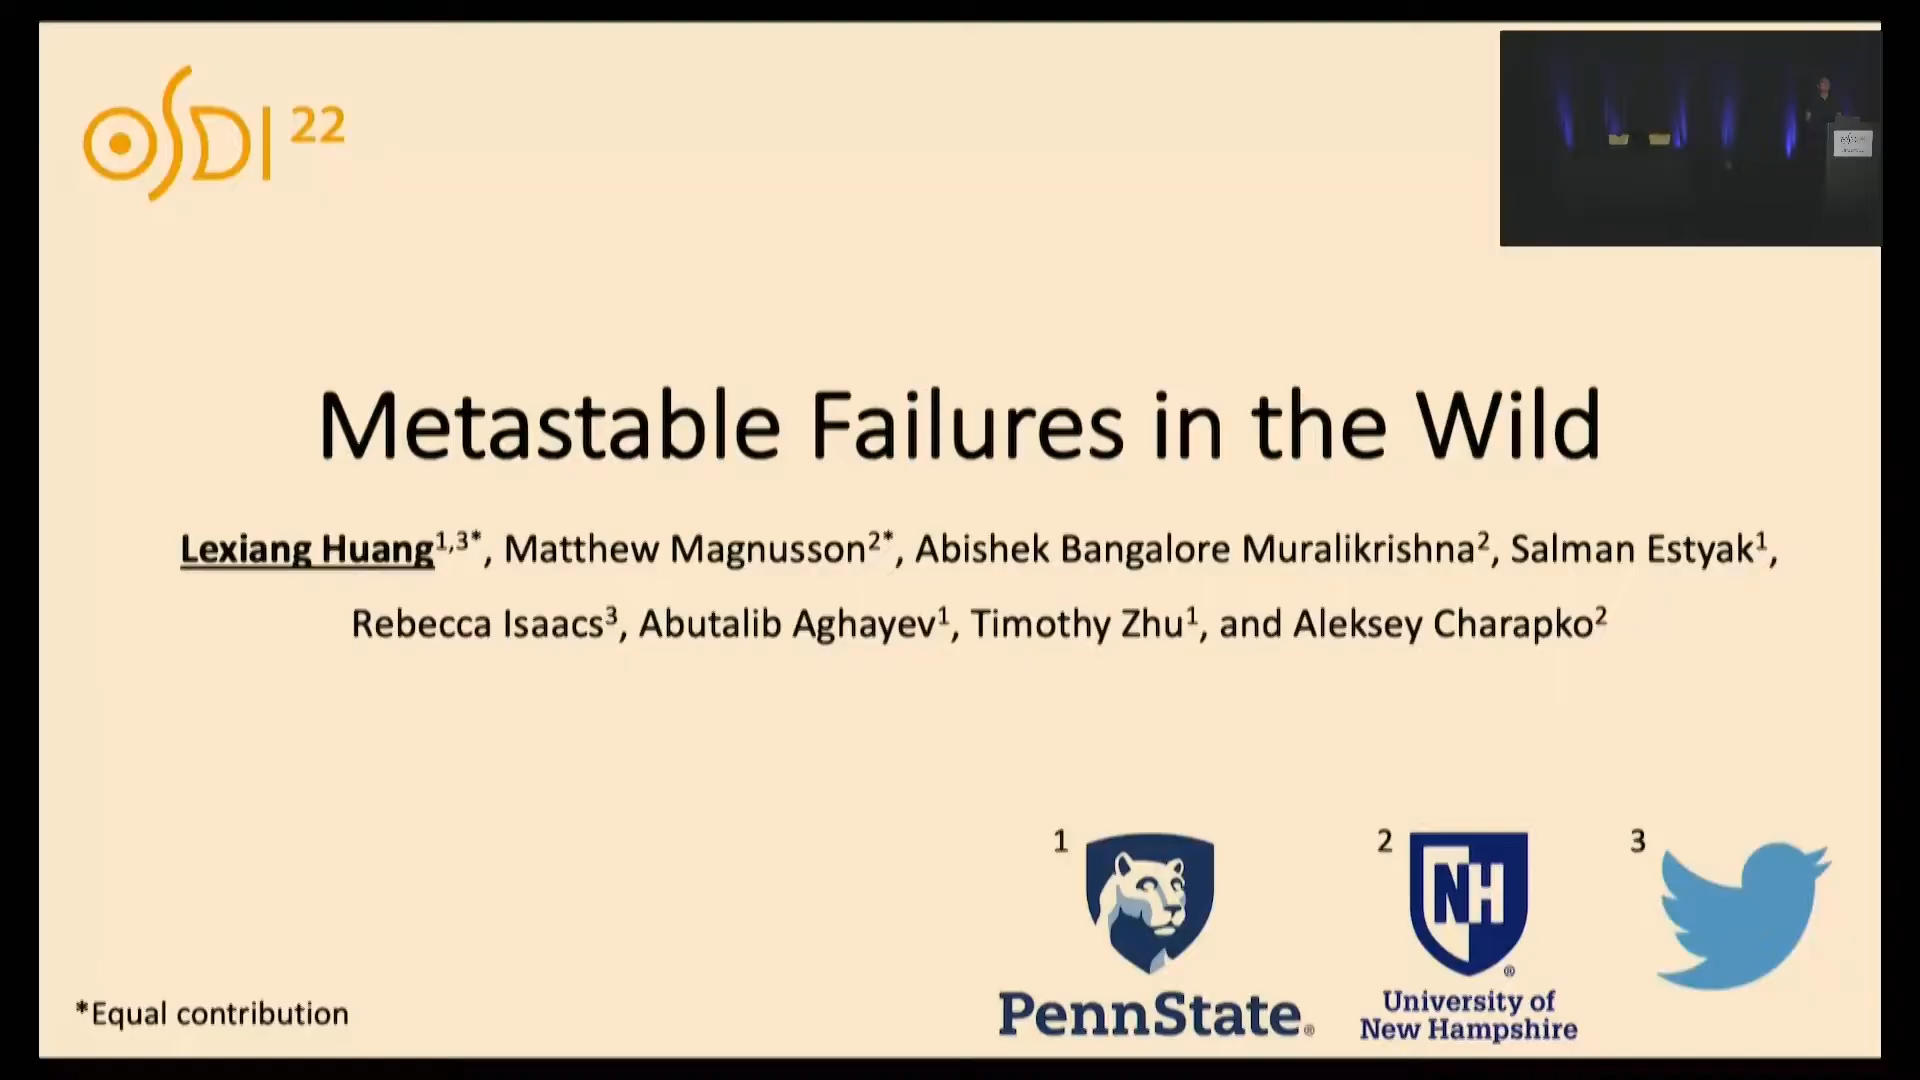 OSDI 22
Metastable Failures in the Wild
Lexiang Huang1,3*, Matthew Magnusson2*, Abishek Bangalore Muralikrishna2, Salman Estyak1,
Rebecca Isaacs3, Abutalib Aghayev1, Timothy Zhu1, and Aleksey Charapko2
1
2
3
NH
®
PennState®
University of
New Hampshire
*Equal contribution